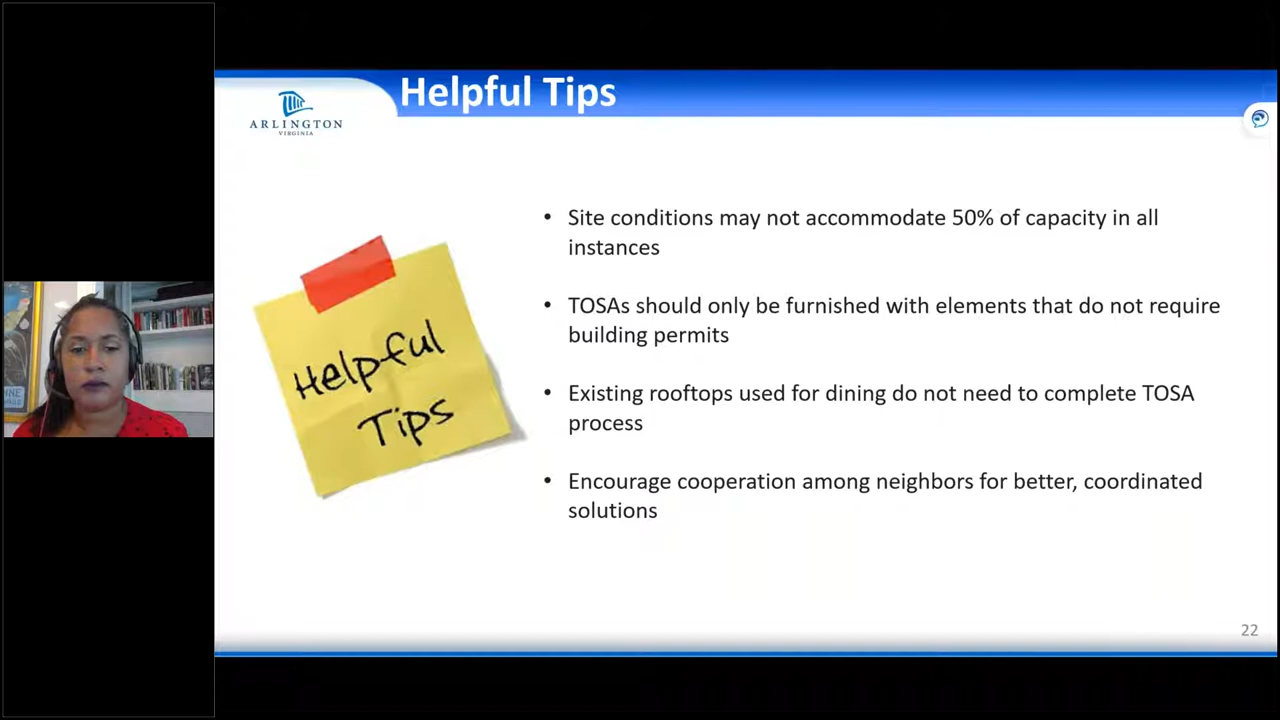 Helpful Tips
ARLINGTON
VIRGINIA
Helpful
Tips
• Site conditions may not accommodate 50% of capacity in all
instances
• TOSAs should only be furnished with elements that do not require
building permits
• Existing rooftops used for dining do not need to complete TOSA
process
• Encourage cooperation among neighbors for better, coordinated
solutions
22